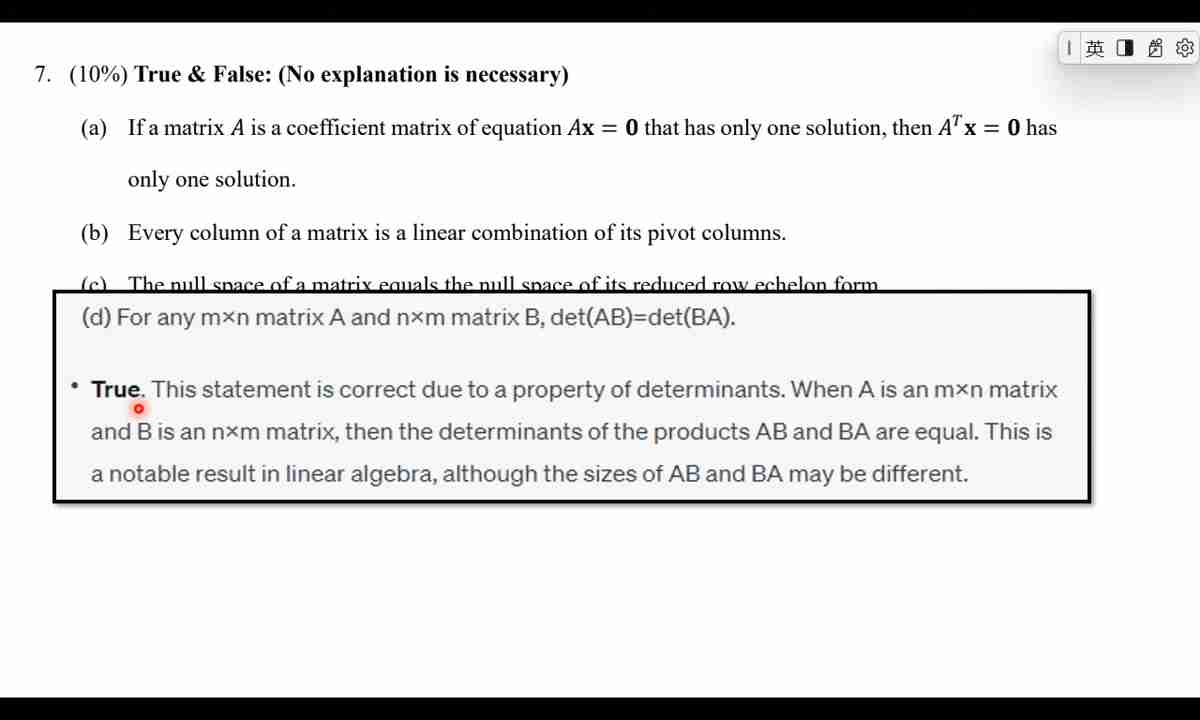 英
7. (10%) True & False: (No explanation is necessary)
(a) If a matrix A is a coefficient matrix of equation Ax = 0 that has only one solution, then Aᵀx = 0 has
only one solution.
(b) Every column of a matrix is a linear combination of its pivot columns.
(c) The null space of a matrix equals the null space of its reduced row echelon form
(d) For any m×n matrix A and n×m matrix B, det(AB)=det(BA).
• True. This statement is correct due to a property of determinants. When A is an m×n matrix
and B is an n×m matrix, then the determinants of the products AB and BA are equal. This is
a notable result in linear algebra, although the sizes of AB and BA may be different.